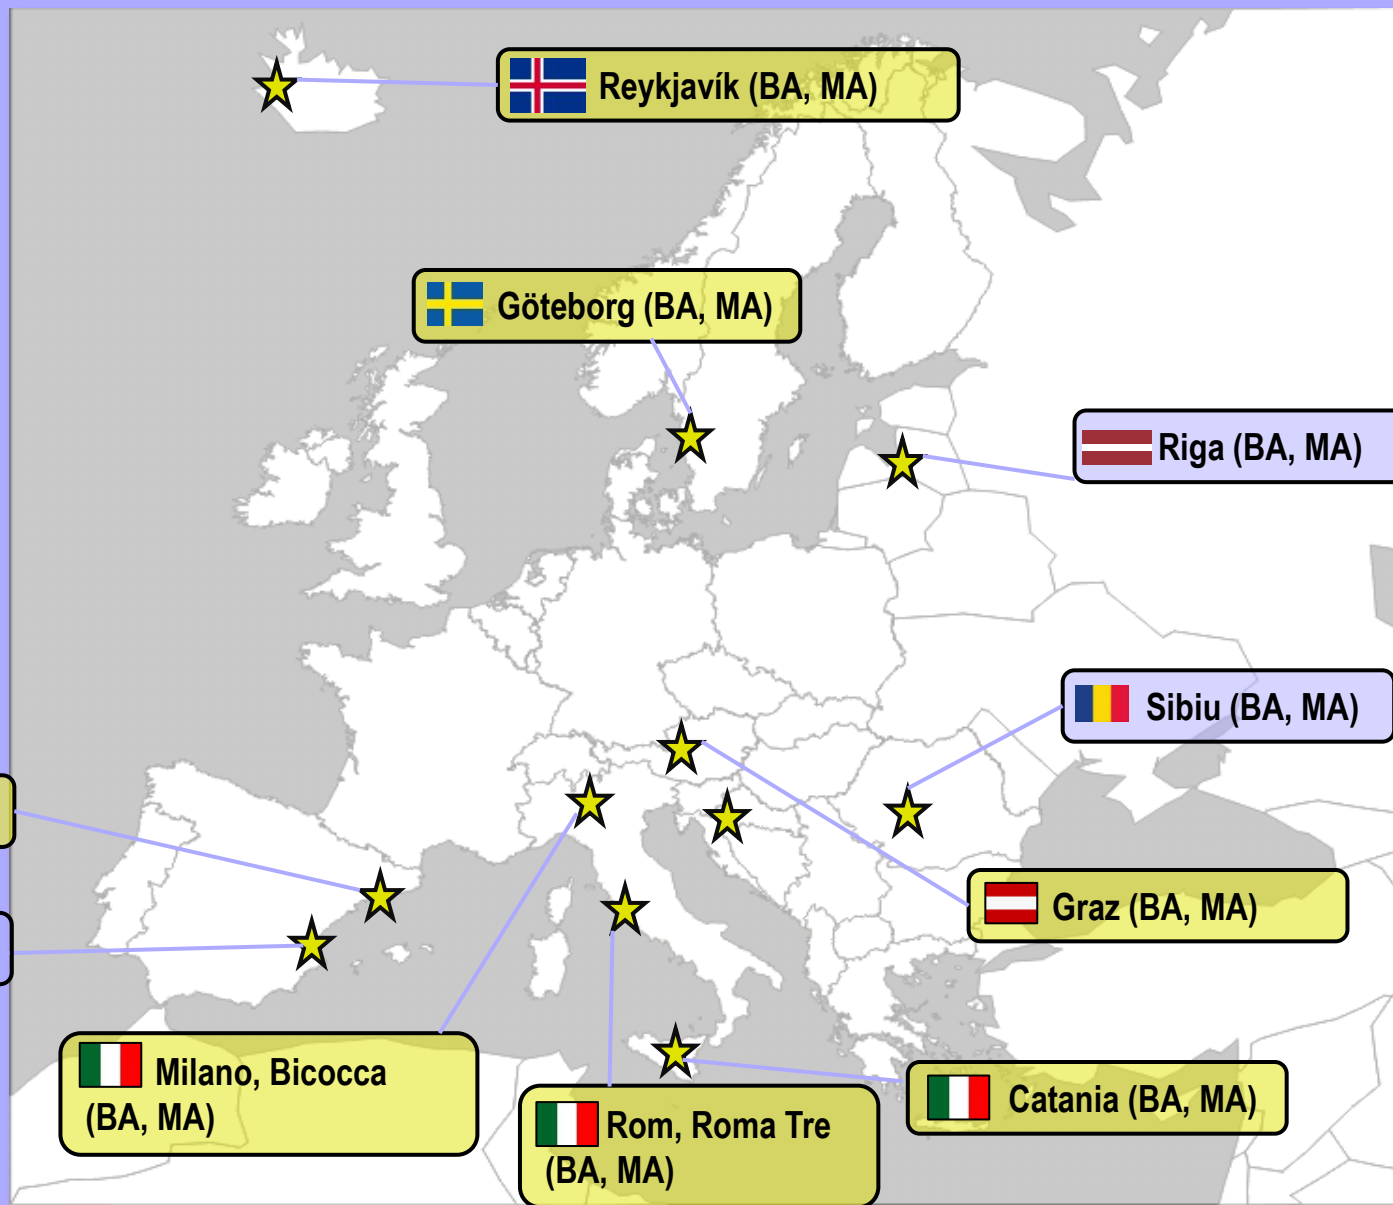 Reykjavík (BA, MA)
Göteborg (BA, MA)
Riga (BA, MA)
Sibiu (BA, MA)
Graz (BA, MA)
Milano, Bicocca
(BA, MA)
Rom, Roma Tre
(BA, MA)
Catania (BA, MA)